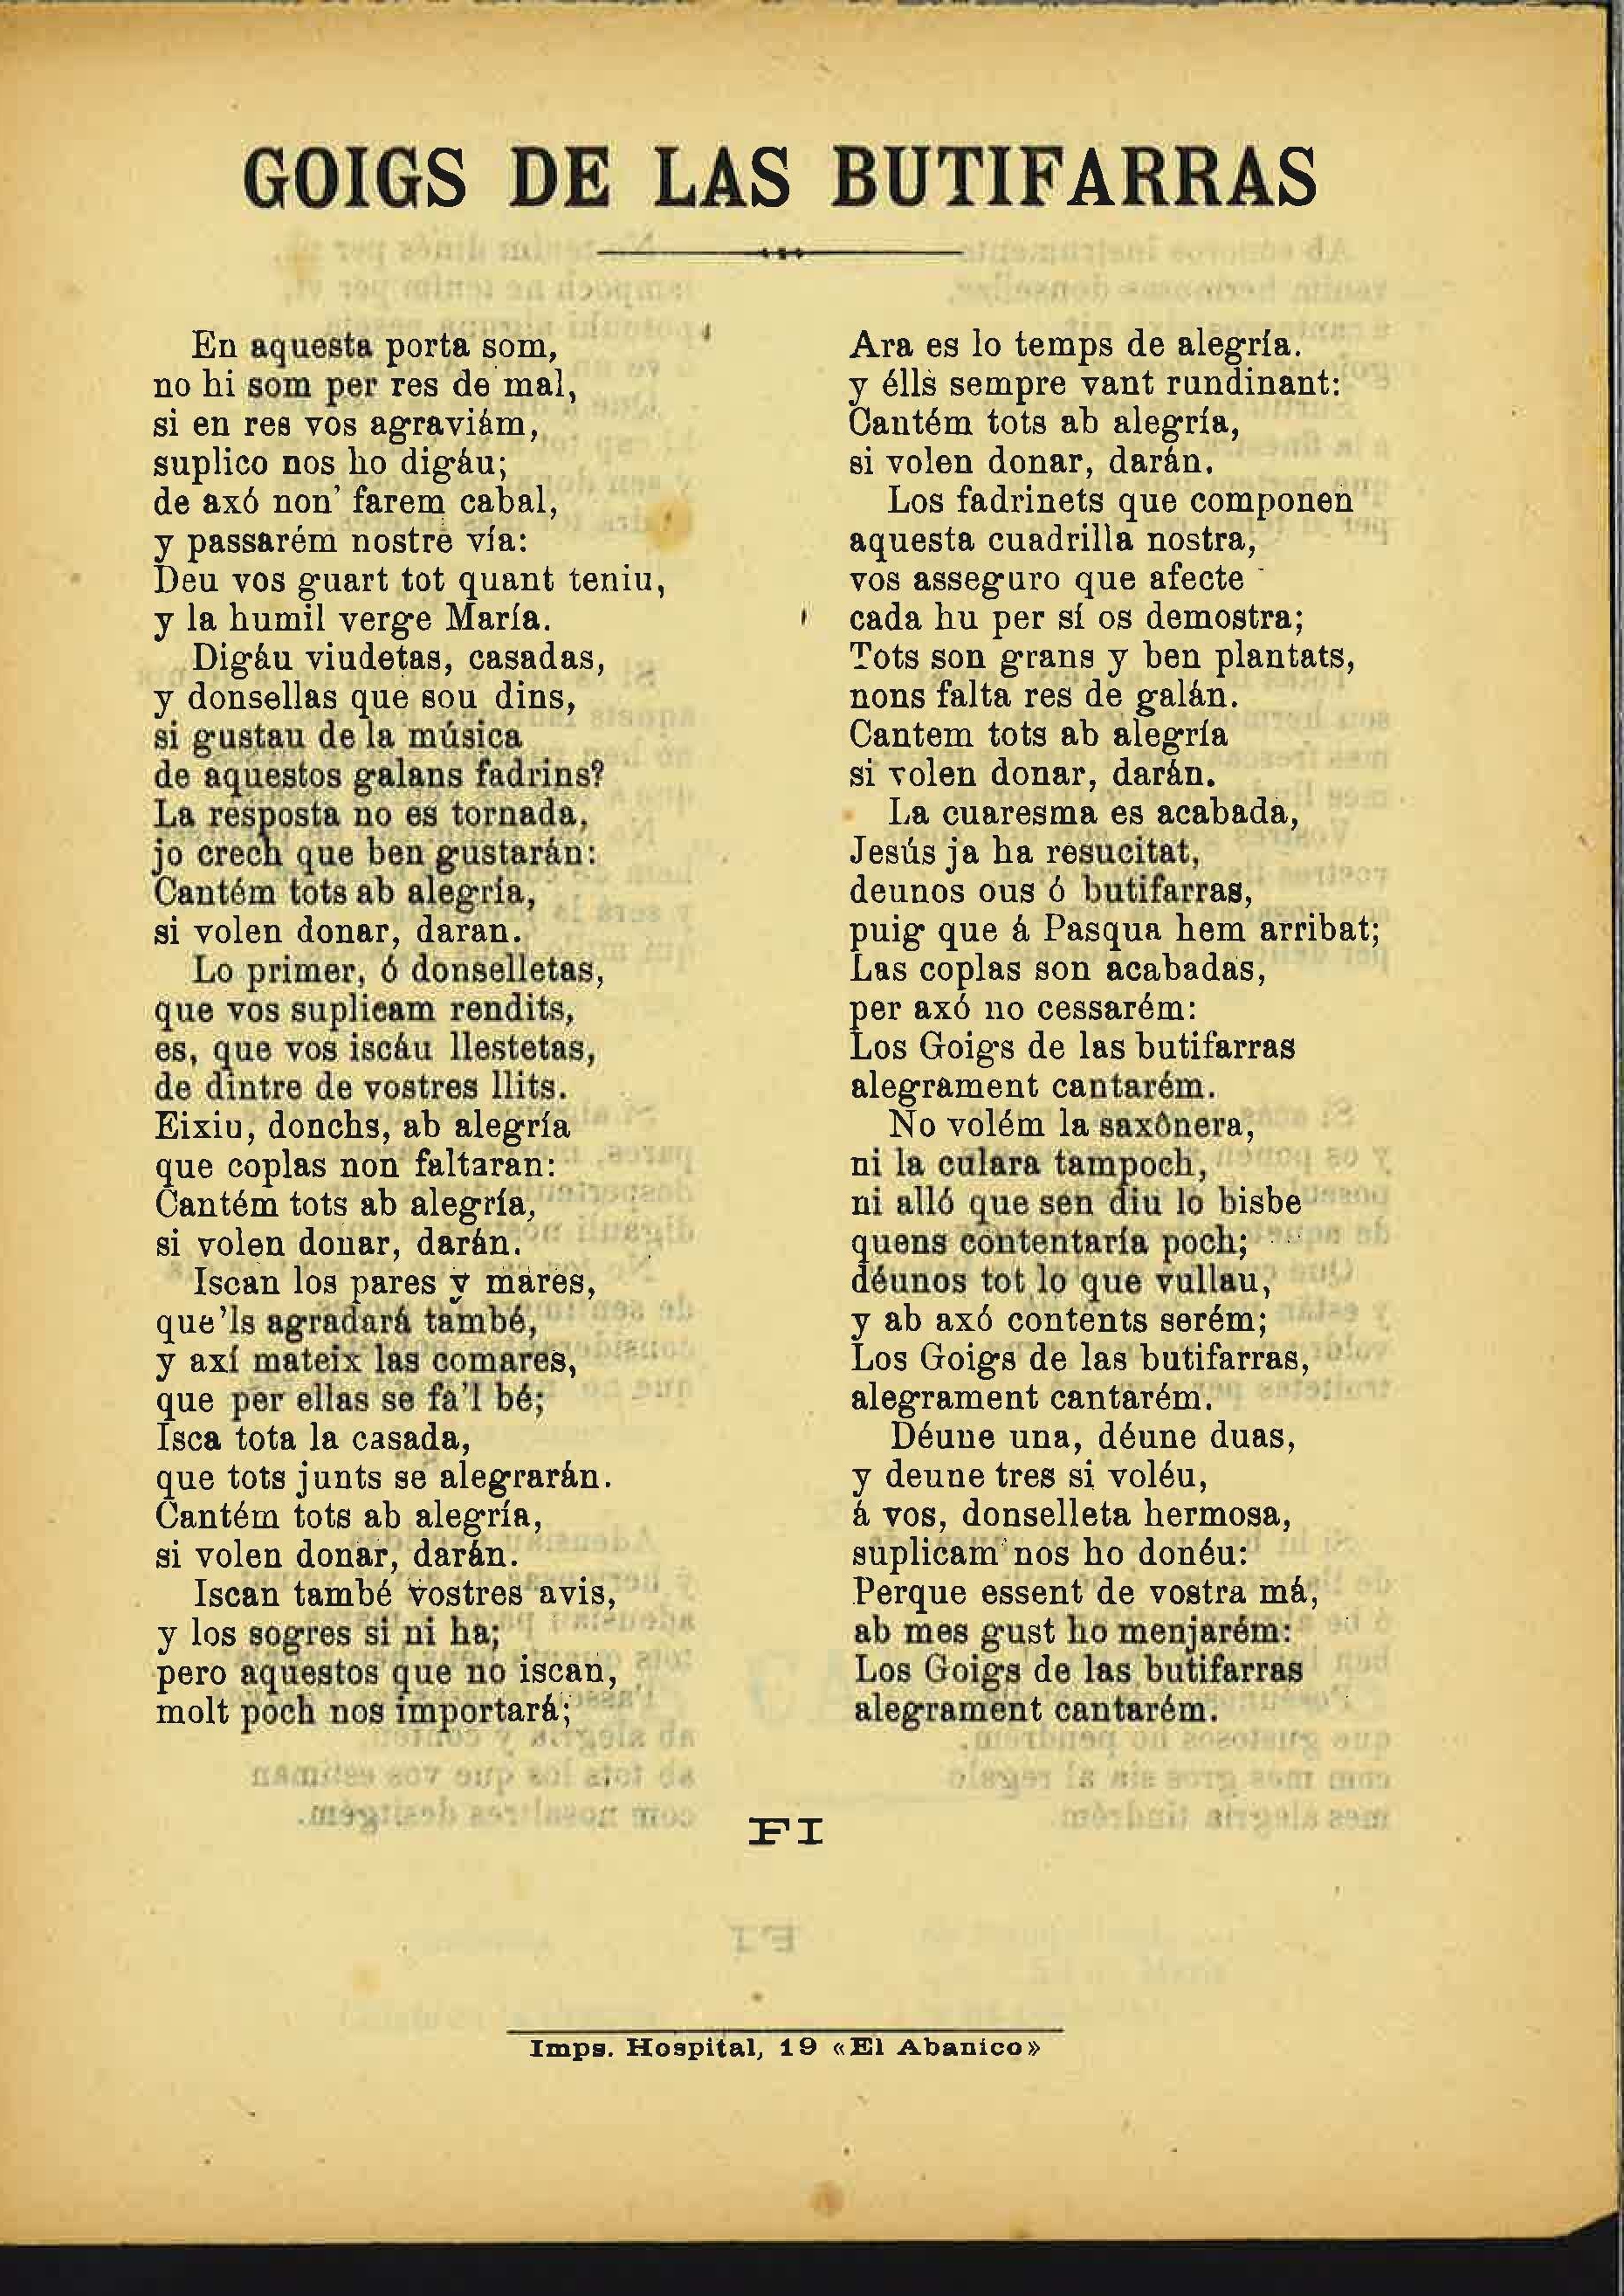 GOIGS DE LAS BUTIFARRAS
En aquesta porta som,
no hi som per res de mal,
si en res vos agraviám,
suplico nos ho digáu;
de axó non' farem cabal,
y passarém nostre vía:
Deu vos guart tot quant teniu,
y la humil verge María.
Digáu viudetas, casadas,
y donsellas que sou dins,
si gustau de la música
de aquestos galans fadrins?
La resposta no es tornada,
jo crech que ben gustarán:
Cantém tots ab alegría,
si volen donar, daran.
Lo primer, ó donselletas,
que vos suplicam rendits,
es, que vos iscáu llestetas,
de dintre de vostres llits.
Eixiu, donchs, ab alegría
que coplas non faltaran:
Cantém tots ab alegría,
si volen donar, darán.
Iscan los pares y mares,
que'ls agradará també,
y axí mateix las comares,
que per ellas se fa'l bé;
Isca tota la casada,
que tots junts se alegrarán.
Cantém tots ab alegría,
si volen donar, darán.
Iscan també vostres avis,
y los sogres si ni ha;
pero aquestos que no iscan,
molt poch nos importará;
Ara es lo temps de alegría.
y élls sempre vant rundinant:
Cantém tots ab alegría,
si volen donar, darán.
Los fadrinets que componen
aquesta cuadrilla nostra,
vos asseguro que afecte
cada hu per sí os demostra;
Tots son grans y ben plantats,
nons falta res de galán.
Cantem tots ab alegría
si volen donar, darán.
La cuaresma es acabada,
Jesús ja ha resucitat,
deunos ous ó butifarras,
puig que á Pasqua hem arribat;
Las coplas son acabadas,
per axó no cessarém:
Los Goigs de las butifarras
alegrament cantarém.
No volém la saxônera,
ni la culara tampoch,
ni alló que sen diu lo bisbe
quens contentaría poch;
déunos tot lo que vullau,
y ab axó contents serém;
Los Goigs de las butifarras,
alegrament cantarém.
Déune una, déune duas,
y deune tres si voléu,
á vos, donselleta hermosa,
suplicam nos ho donéu:
Perque essent de vostra má,
ab mes gust ho menjarém:
Los Goigs de las butifarras
alegrament cantarém.
FI
Imps. Hospital, 19 «El Abanico»